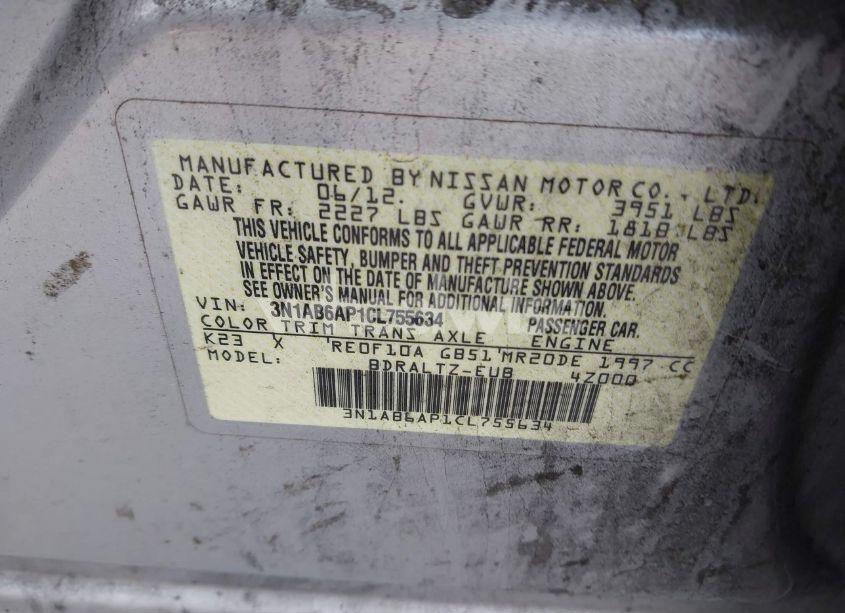 MANUFACTURED BY NISSAN MOTOR CO., LTD.
DATE: 06/12. GVWR: 3951 LBS
GAWR FR: 2227 LBS GAWR RR: 1818 LBS
THIS VEHICLE CONFORMS TO ALL APPLICABLE FEDERAL MOTOR
VEHICLE SAFETY, BUMPER AND THEFT PREVENTION STANDARDS
IN EFFECT ON THE DATE OF MANUFACTURE SHOWN ABOVE.
SEE OWNER'S MANUAL FOR ADDITIONAL INFORMATION.
VIN: 3N1AB6AP1CL755634 PASSENGER CAR.
COLOR TRIM TRANS AXLE ENGINE
K23 X RE0F10A GB51 MR20DE 1997 CC
MODEL: BDRALTZ-EUB 4Z000
3N1AB6AP1CL755634